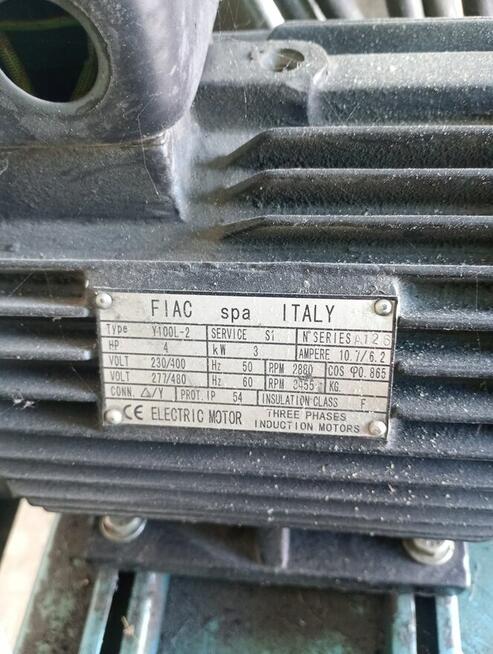 FIAC spa ITALY
Type Y100L-2 SERVICE S1 N° SERIES A126
HP 4 kW 3 AMPERE 10.7/6.2
VOLT 230/400 Hz 50 RPM 2880 COS φ0.865
VOLT 277/480 Hz 60 RPM 3455 KG.
CONN. △/Y PROT. IP 54 INSULATION CLASS F
CE ELECTRIC MOTOR THREE PHASES
INDUCTION MOTORS